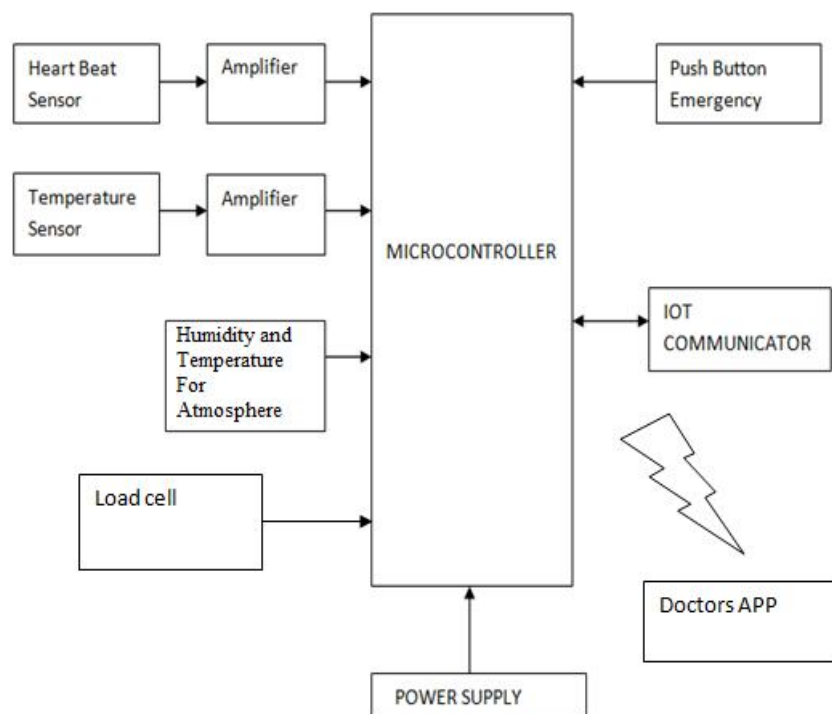 Heart Beat
Sensor
Amplifier
Push Button
Emergency
Temperature
Sensor
Amplifier
MICROCONTROLLER
Humidity and
Temperature
For
Atmosphere
IOT
COMMUNICATOR
Load cell
Doctors APP
POWER SUPPLY